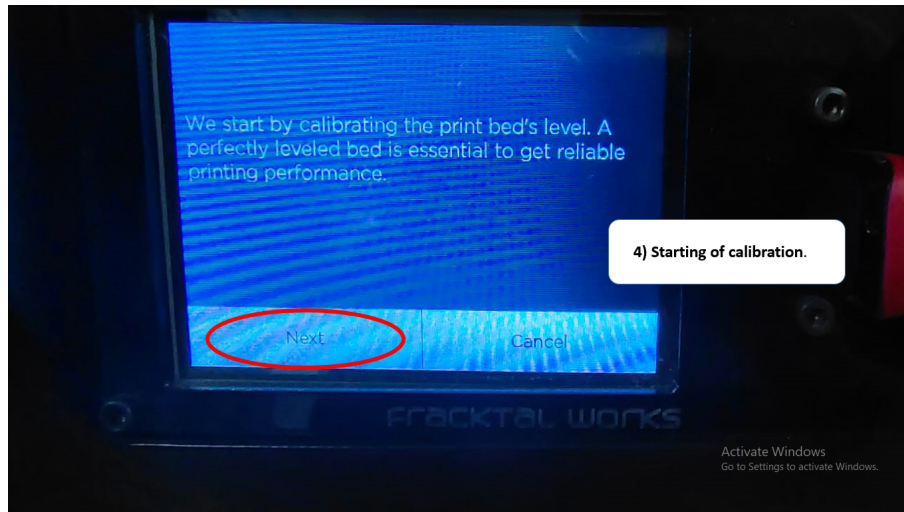 We start by calibrating the print bed's level. A
perfectly leveled bed is essential to get reliable
printing performance.
4) Starting of calibration.
Next
Cancel
Fracktal Works
Activate Windows
Go to Settings to activate Windows.